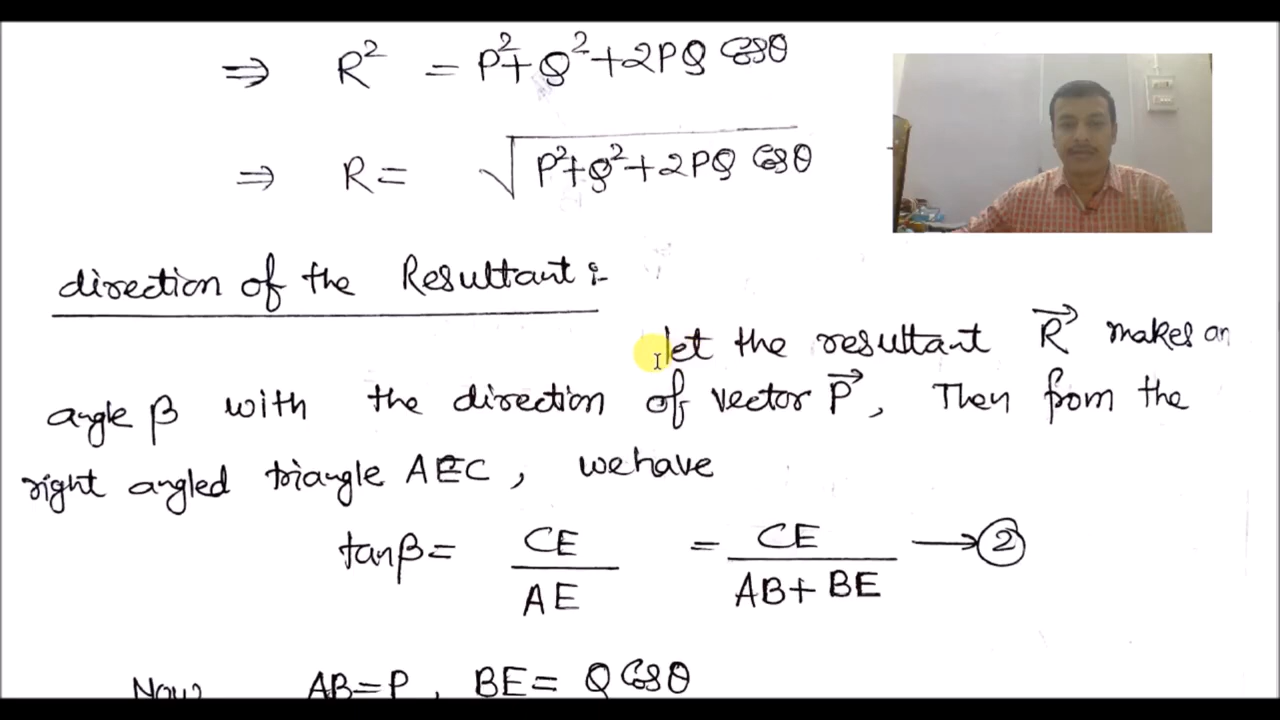 ⇒ R² = P²+Q²+2PQ Cosθ
⇒ R= √P²+Q²+2PQ Cosθ
direction of the Resultant :-
let the resultant R⃗ makes an
angle β with the direction of vector P⃗ , Then from the
right angled triangle AEC , we have
tanβ = CE/AE = CE/AB+BE → ②
Now, AB=P, BE= Q Cosθ